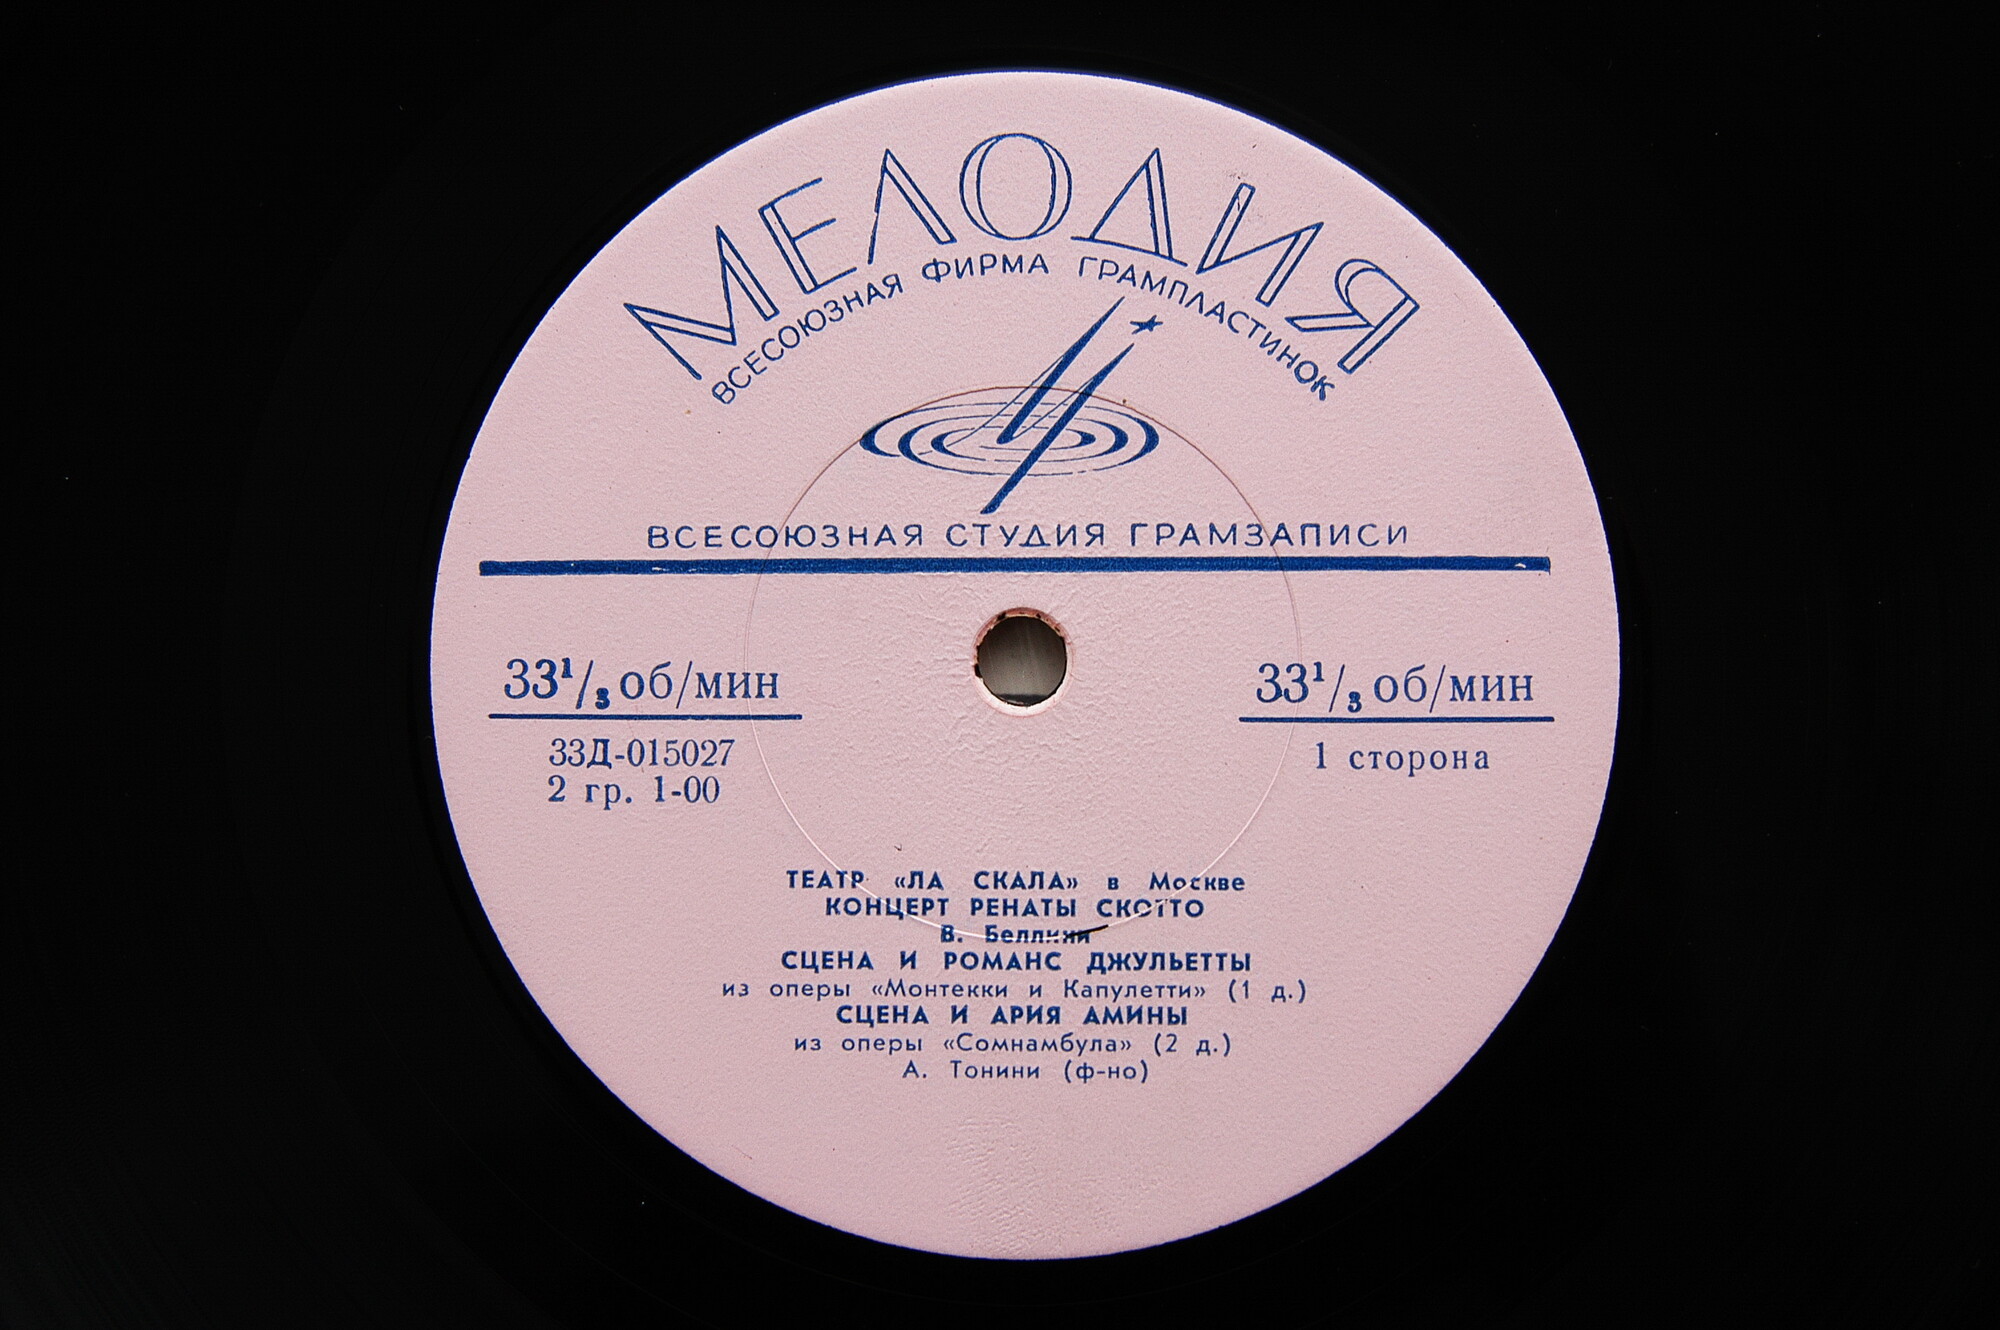 МЕЛОДИЯ
ВСЕСОЮЗНАЯ ФИРМА ГРАМПЛАСТИНОК
ВСЕСОЮЗНАЯ СТУДИЯ ГРАМЗАПИСИ
33¹/₃ об/мин
33Д-015027
2 гр. 1-00
33¹/₃ об/мин
1 сторона
ТЕАТР «ЛА СКАЛА» в Москве
КОНЦЕРТ РЕНАТЫ СКОТТО
В. Беллини
СЦЕНА И РОМАНС ДЖУЛЬЕТТЫ
из оперы «Монтекки и Капулетти» (1 д.)
СЦЕНА И АРИЯ АМИНЫ
из оперы «Сомнамбула» (2 д.)
А. Тонини (ф-но)